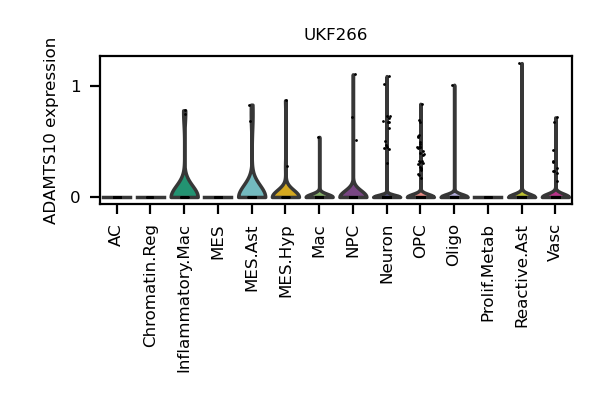 UKF266
ADAMTS10 expression
1
0
AC
Chromatin.Reg
Inflammatory.Mac
MES
MES.Ast
MES.Hyp
Mac
NPC
Neuron
OPC
Oligo
Prolif.Metab
Reactive.Ast
Vasc